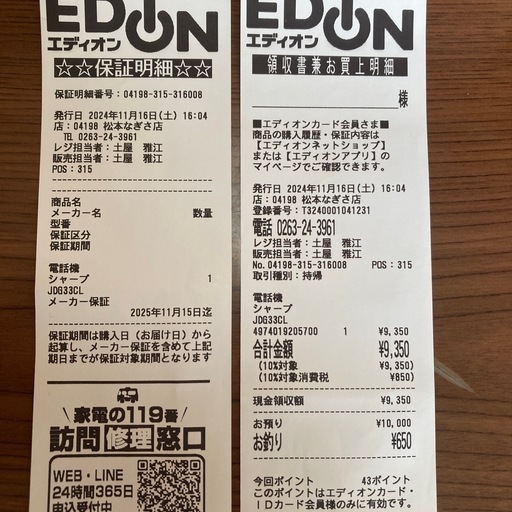 EDION
エディオン
☆☆保証明細☆☆
保証明細番号：04198-315-316008
発行日 2024年11月16日(土) 16:04
店：04198 松本なぎさ店
TEL 0263-24-3961
レジ担当者：土屋 雅江
販売担当者：土屋 雅江
POS：315
商品名
メーカー名 数量
型番
保証区分
保証期間
電話機
シャープ 1
JDG33CL
メーカー保証
2025年11月15日迄
保証期間は購入日（お届け日）から
起算し、メーカー保証を含めて上記
期日までが保証対象期間となります
家電の119番
訪問修理窓口
WEB・LINE
24時間365日
申込受付中
EDION
エディオン
領収書兼お買上明細
様
■エディオンカード会員さま■
商品の購入履歴・保証内容は
【エディオンネットショップ】
または【エディオンアプリ】の
マイページでご確認できます。
発行日 2024年11月16日(土) 16:04
店：04198 松本なぎさ店
登録番号：T3240001041231
電話 0263-24-3961
レジ担当者：土屋 雅江
販売担当者：土屋 雅江
No.04198-315-316008 POS：315
取引種別：持帰
電話機
シャープ
JDG33CL
4974019205700 1 ¥9,350
合計金額 ¥9,350
(10%対象 ¥9,350)
(10%対象消費税 ¥850)
現金領収額 ¥9,350
お預り ¥10,000
お釣り ¥650
今回ポイント 43ポイント
このポイントはエディオンカード・
IDカード会員様のみに有効です。